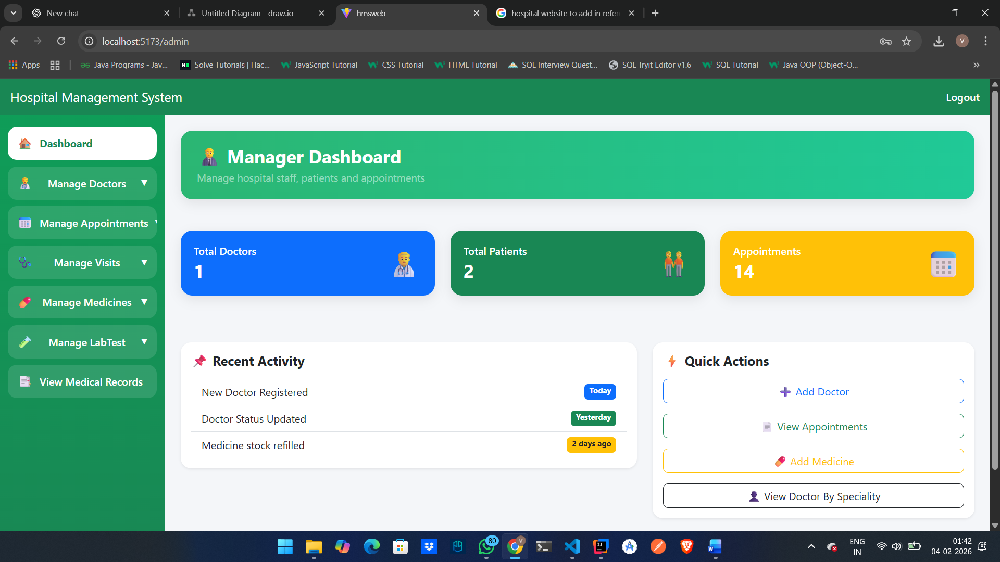 New chat
Untitled Diagram - draw.io
hmsweb
hospital website to add in refer
localhost:5173/admin
V
Apps
Java Programs - Jav...
Solve Tutorials | Hac...
JavaScript Tutorial
CSS Tutorial
HTML Tutorial
SQL Interview Quest...
SQL Tryit Editor v1.6
SQL Tutorial
Java OOP (Object-O...
Hospital Management System
Logout
Dashboard
Manage Doctors
Manage Appointments
Manage Visits
Manage Medicines
Manage LabTest
View Medical Records
Manager Dashboard
Manage hospital staff, patients and appointments
Total Doctors
1
Total Patients
2
Appointments
14
Recent Activity
New Doctor Registered
Today
Doctor Status Updated
Yesterday
Medicine stock refilled
2 days ago
Quick Actions
Add Doctor
View Appointments
Add Medicine
View Doctor By Speciality
80
V
ENG
IN
01:42
04-02-2026